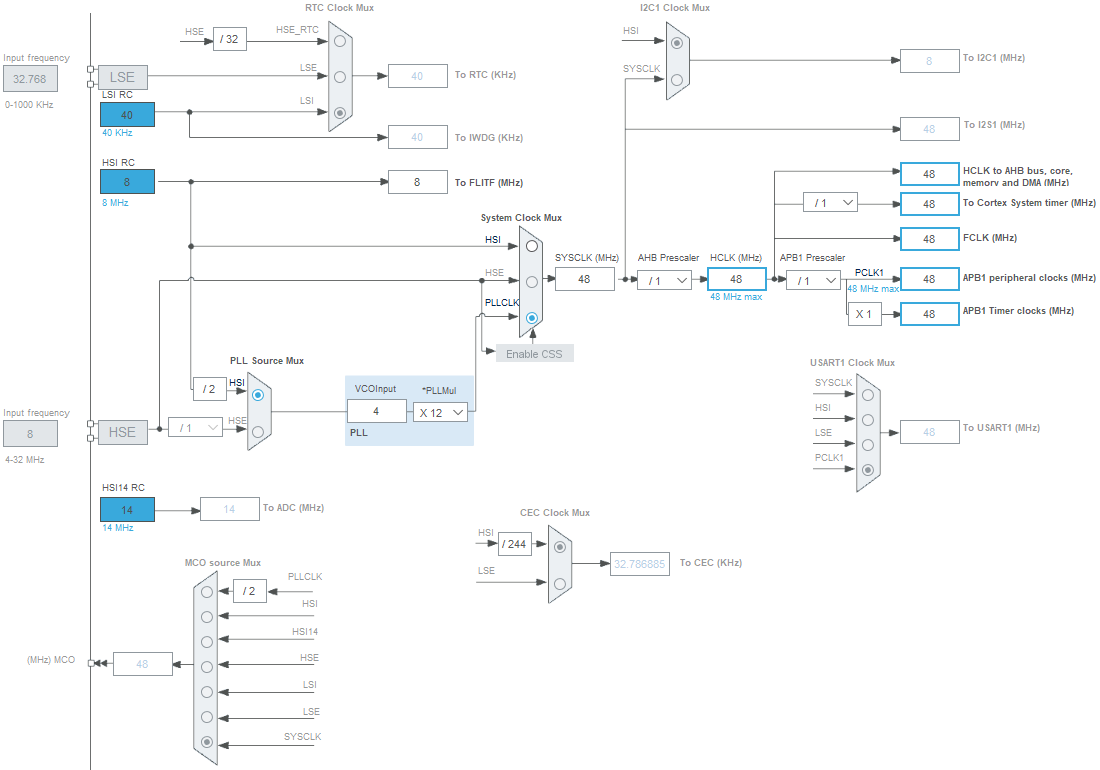 RTC Clock Mux
HSE
/ 32
HSE_RTC
LSE
LSI
40
To RTC (KHz)
40
To IWDG (KHz)
Input frequency
32.768
0-1000 KHz
LSE
LSI RC
40
40 KHz
HSI RC
8
8 MHz
8
To FLITF (MHz)
I2C1 Clock Mux
HSI
SYSCLK
8
To I2C1 (MHz)
48
To I2S1 (MHz)
48
HCLK to AHB bus, core,
memory and DMA (MHz)
/ 1
48
To Cortex System timer (MHz)
48
FCLK (MHz)
System Clock Mux
HSI
HSE
PLLCLK
Enable CSS
SYSCLK (MHz)
48
AHB Prescaler
/ 1
HCLK (MHz)
48
48 MHz max
APB1 Prescaler
/ 1
PCLK1
48 MHz max
48
APB1 peripheral clocks (MHz)
X 1
48
APB1 Timer clocks (MHz)
PLL Source Mux
/ 2
HSI
HSE
/ 1
Input frequency
8
4-32 MHz
HSE
VCOInput
4
*PLLMul
X 12
PLL
USART1 Clock Mux
SYSCLK
HSI
LSE
PCLK1
48
To USART1 (MHz)
HSI14 RC
14
14 MHz
14
To ADC (MHz)
CEC Clock Mux
HSI
/ 244
LSE
32.786885
To CEC (KHz)
MCO source Mux
PLLCLK
/ 2
HSI
HSI14
HSE
LSI
LSE
SYSCLK
(MHz) MCO
48